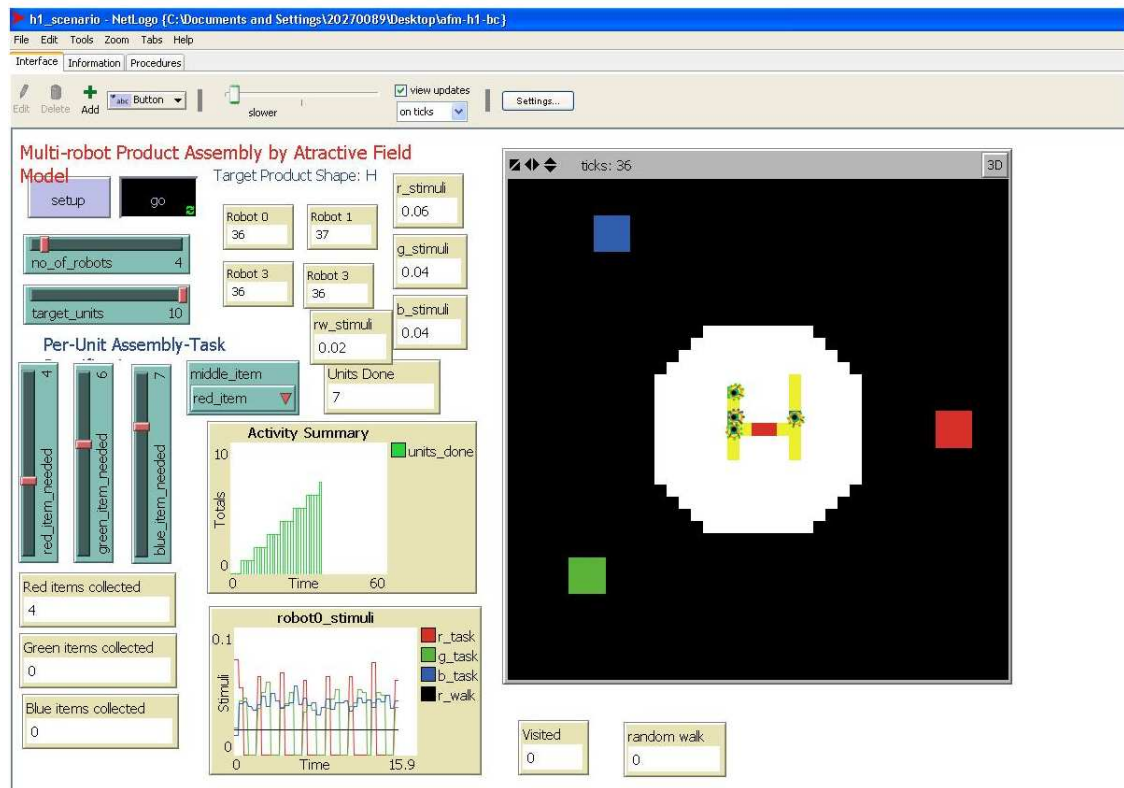 h1_scenario - NetLogo {C:\Documents and Settings\20270089\Desktop\afm-h1-bc}
File Edit Tools Zoom Tabs Help
Interface Information Procedures
Edit Delete Add abc Button slower view updates on ticks Settings...
Multi-robot Product Assembly by Atractive Field
Model
Target Product Shape: H
setup go
no_of_robots 4
target_units 10
Robot 0
36
Robot 1
37
Robot 3
36
Robot 3
36
r_stimuli
0.06
g_stimuli
0.04
b_stimuli
0.04
rw_stimuli
0.02
Per-Unit Assembly-Task
red_item_needed 4
green_item_needed 6
blue_item_needed 7
middle_item
red_item
Units Done
7
Activity Summary
10
Totals
0
0 Time 60
units_done
Red items collected
4
Green items collected
0
Blue items collected
0
robot0_stimuli
0.1
Stimuli
0
0 Time 15.9
r_task
g_task
b_task
r_walk
ticks: 36
3D
Visited
0
random walk
0